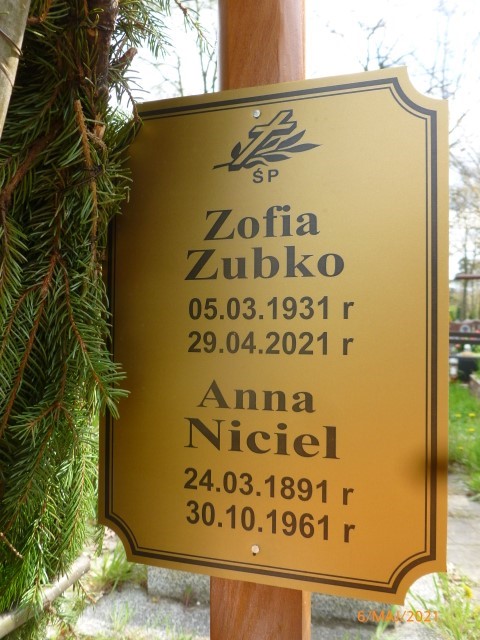 ŚP
Zofia
Zubko
05.03.1931 r
29.04.2021 r
Anna
Niciel
24.03.1891 r
30.10.1961 r
6/MAJ/2021